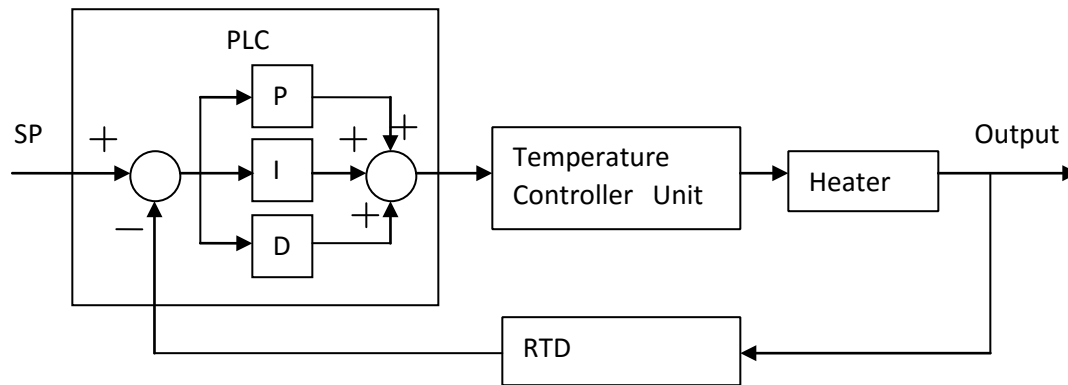 PLC
P
SP
+
+
+
Output
I
Temperature
Controller Unit
Heater
+
−
D
RTD